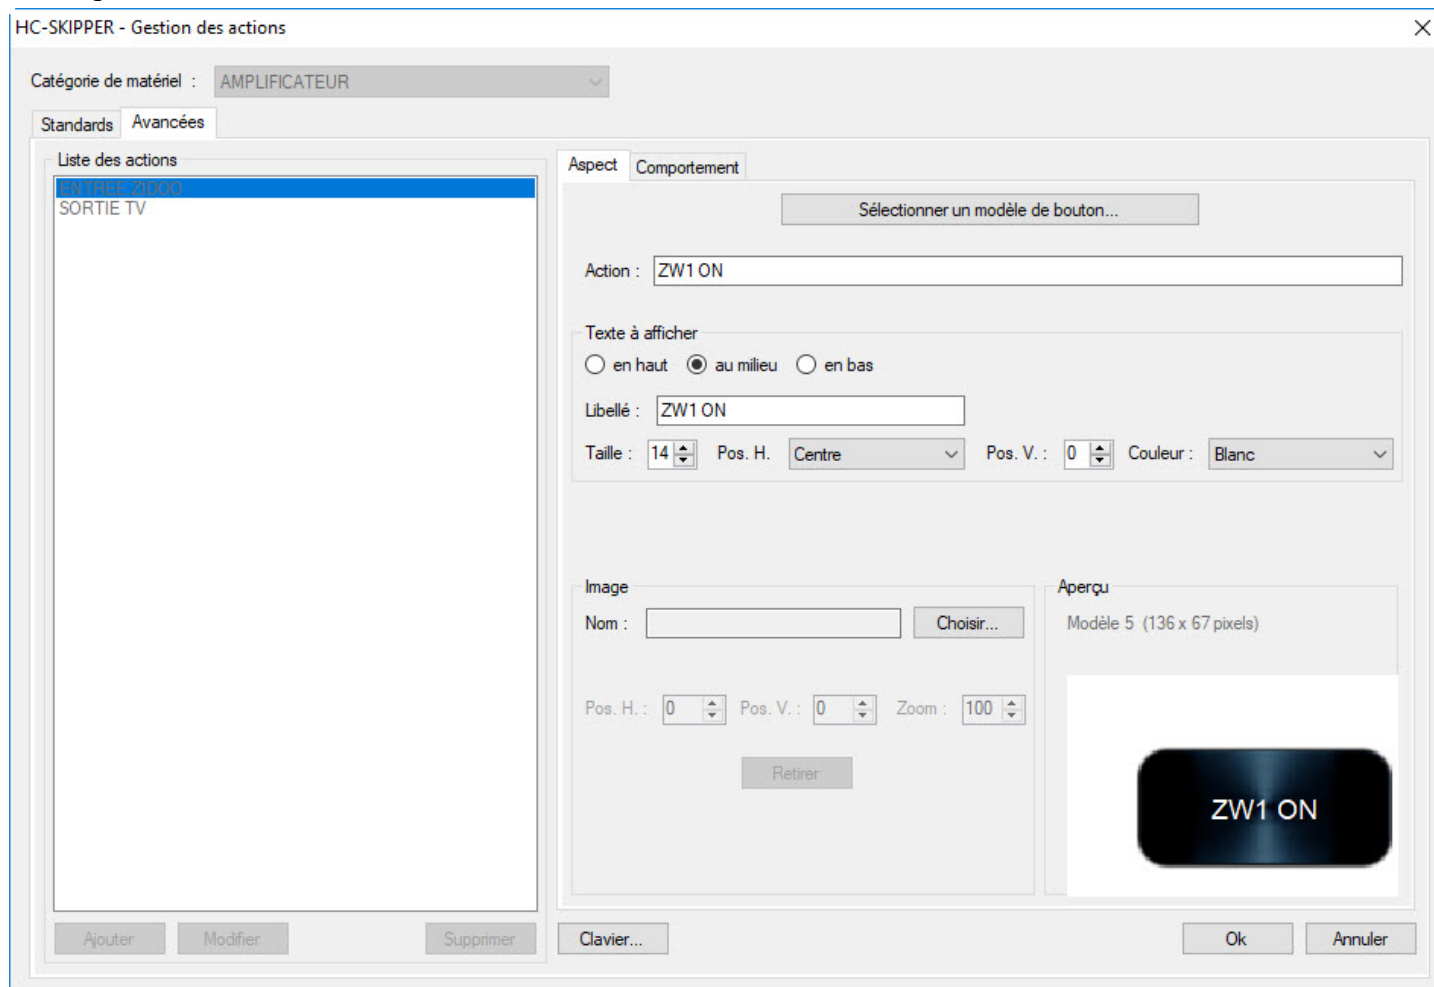 HC-SKIPPER - Gestion des actions
Catégorie de matériel : AMPLIFICATEUR
Standards Avancées
Liste des actions
ENTREE ZIDOO
SORTIE TV
Aspect Comportement
Sélectionner un modèle de bouton...
Action : ZW1 ON
Texte à afficher
en haut au milieu en bas
Libellé : ZW1 ON
Taille : 14 Pos. H. Centre Pos. V. : 0 Couleur : Blanc
Image
Nom : Choisir...
Pos. H. : 0 Pos. V. : 0 Zoom : 100
Retirer
Aperçu
Modèle 5 (136 x 67 pixels)
ZW1 ON
Ajouter Modifier Supprimer Clavier... Ok Annuler